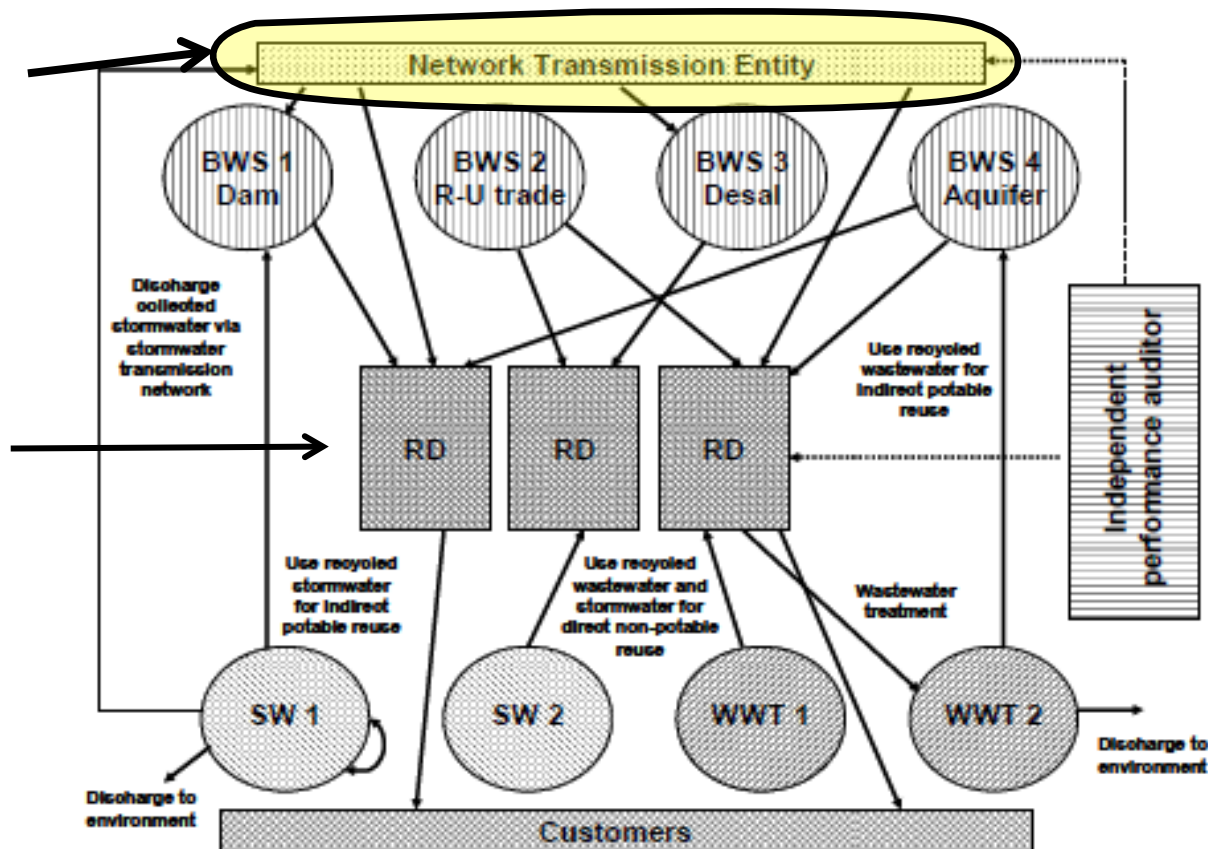 Network Transmission Entity
BWS 1
Dam
BWS 2
R-U trade
BWS 3
Desal
BWS 4
Aquifer
Discharge
collected
stormwater via
stormwater
transmission
network
Use recycled
wastewater for
indirect potable
reuse
Independent
performance auditor
RD
RD
RD
Use recycled
stormwater
for indirect
potable reuse
Use recycled
wastewater and
stormwater for
direct non-potable
reuse
Wastewater
treatment
SW 1
SW 2
WWT 1
WWT 2
Discharge to
environment
Discharge to
environment
Customers